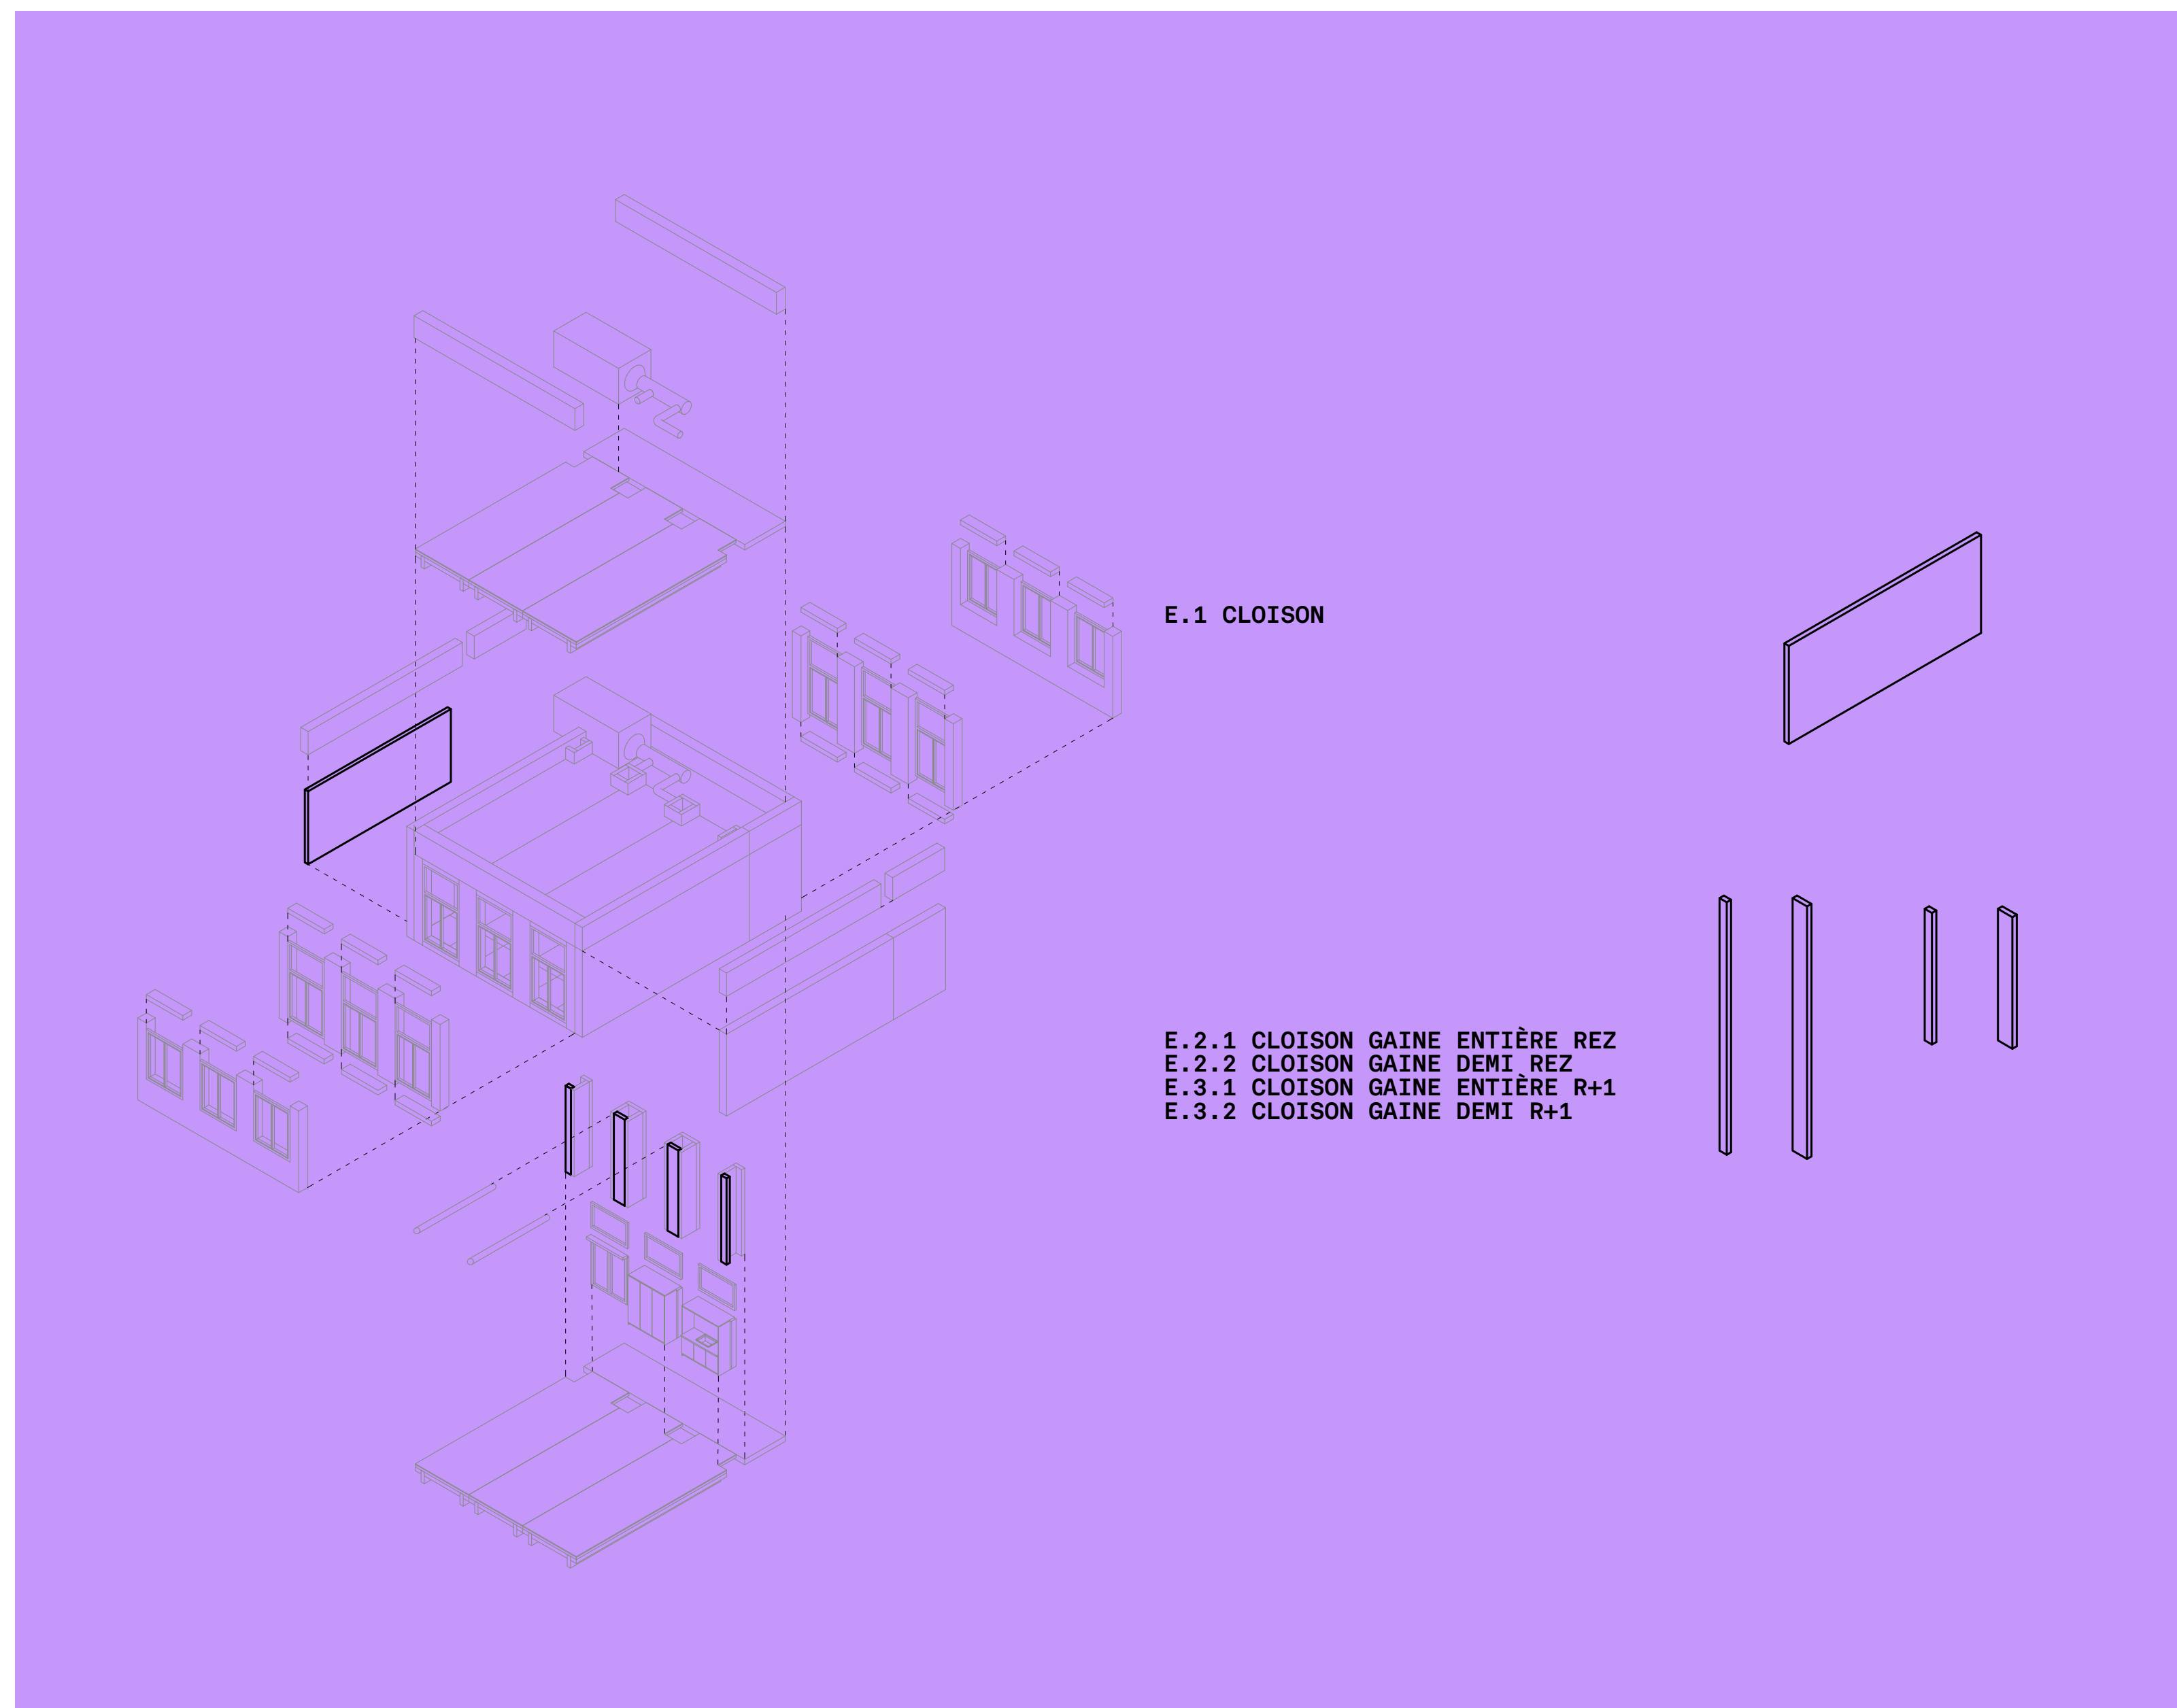 E.1 CLOISON
E.2.1 CLOISON GAINE ENTIÈRE REZ
E.2.2 CLOISON GAINE DEMI REZ
E.3.1 CLOISON GAINE ENTIÈRE R+1
E.3.2 CLOISON GAINE DEMI R+1